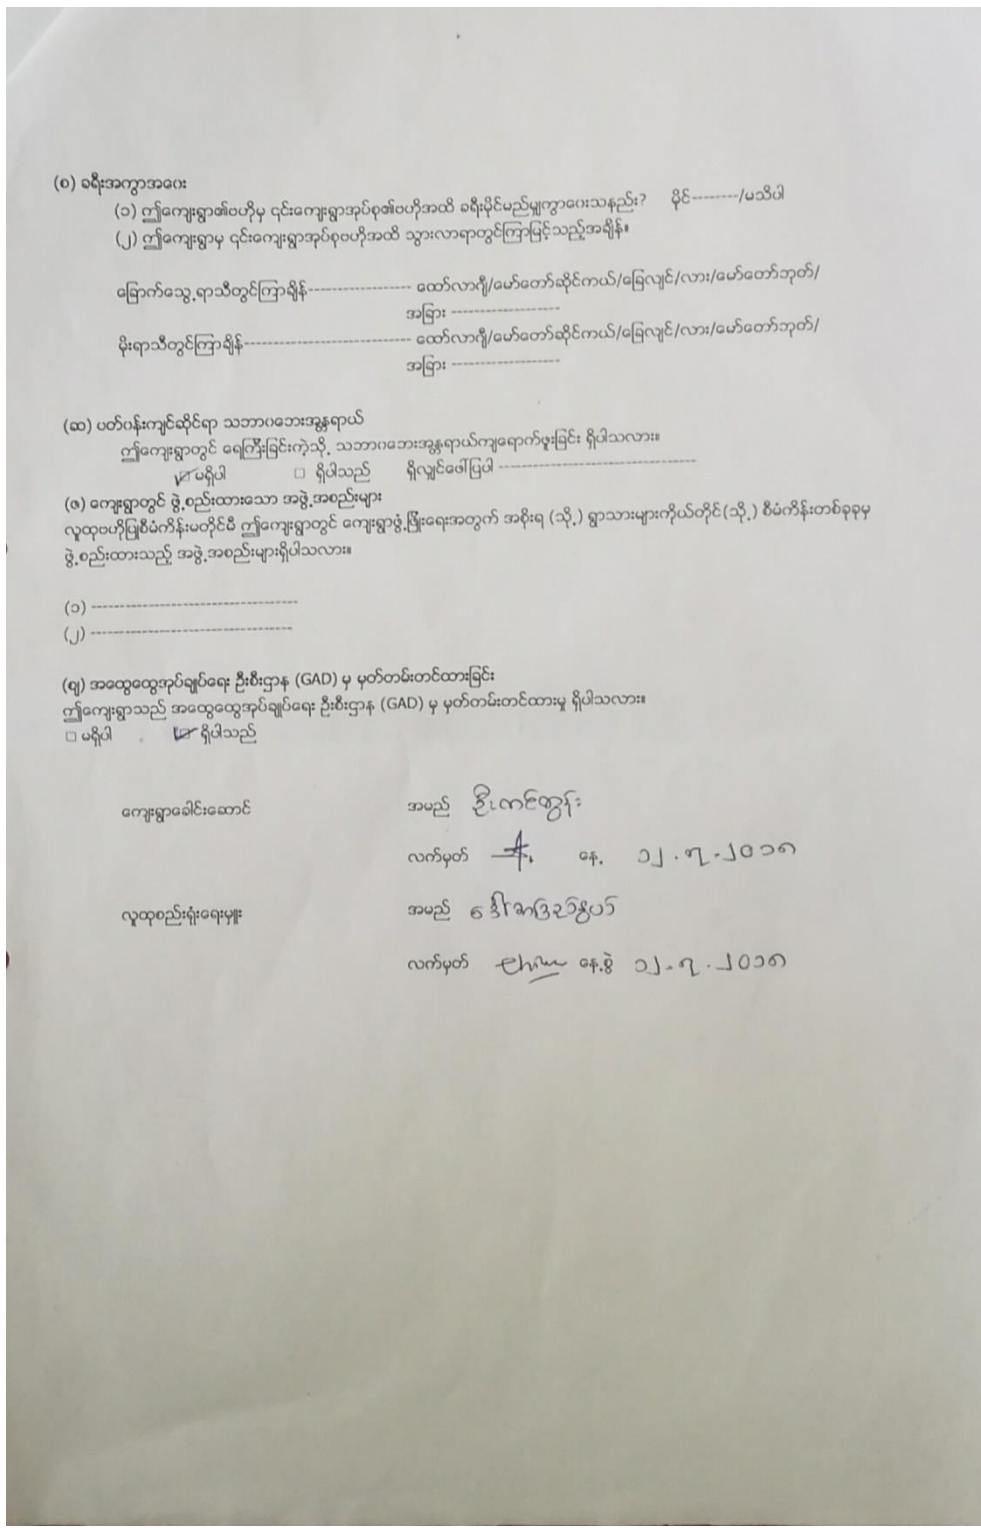 (စ) ခရီးအကွာအဝေး
(၁) ဤကျေးရွာ၏ဗဟိုမှ ၎င်းကျေးရွာအုပ်စု၏ဗဟိုအထိ ခရီးမိုင်မည်မျှကွာဝေးသနည်း? မိုင်--------/မသိပါ
(၂) ဤကျေးရွာမှ ၎င်းကျေးရွာအုပ်စုဗဟိုအထိ သွားလာရာတွင်ကြာမြင့်သည့်အချိန်။
ခြောက်သွေ့ရာသီတွင်ကြာချိန်------------------ ထော်လာဂျီ/မော်တော်ဆိုင်ကယ်/ခြေလျင်/လား/မော်တော်ဘုတ်/
အခြား -------------------
မိုးရာသီတွင်ကြာချိန်----------------------------- ထော်လာဂျီ/မော်တော်ဆိုင်ကယ်/ခြေလျင်/လား/မော်တော်ဘုတ်/
အခြား -------------------
(ဆ) ပတ်ဝန်းကျင်ဆိုင်ရာ သဘာဝဘေးအန္တရာယ်
ဤကျေးရွာတွင် ရေကြီးခြင်းကဲ့သို့ သဘာဝဘေးအန္တရာယ်ကျရောက်ဖူးခြင်း ရှိပါသလား။
☑ မရှိပါ □ ရှိပါသည် ရှိလျှင်ဖေါ်ပြပါ -----------------------------------
(ဇ) ကျေးရွာတွင် ဖွဲ့စည်းထားသော အဖွဲ့အစည်းများ
လူထုဗဟိုပြုစီမံကိန်းမတိုင်မီ ဤကျေးရွာတွင် ကျေးရွာဖွံ့ဖြိုးရေးအတွက် အစိုးရ (သို့) ရွာသားများကိုယ်တိုင်(သို့) စီမံကိန်းတစ်ခုခုမှ
ဖွဲ့စည်းထားသည့် အဖွဲ့အစည်းများရှိပါသလား။
(၁) ------------------------------------
(၂) -----------------------------------
(ဈ) အထွေထွေအုပ်ချုပ်ရေး ဦးစီးဌာန (GAD) မှ မှတ်တမ်းတင်ထားခြင်း
ဤကျေးရွာသည် အထွေထွေအုပ်ချုပ်ရေး ဦးစီးဌာန (GAD) မှ မှတ်တမ်းတင်ထားမှု ရှိပါသလား။
□ မရှိပါ ☑ ရှိပါသည်
ကျေးရွာခေါင်းဆောင် အမည် ဦးတင်ထွန်း
လက်မှတ် နေ့ ၁၂.၇.၂၀၁၈
လူထုစည်းရုံးရေးမှူး အမည် ဒေါ်
လက်မှတ် နေ့စွဲ ၁၂.၇.၂၀၁၈